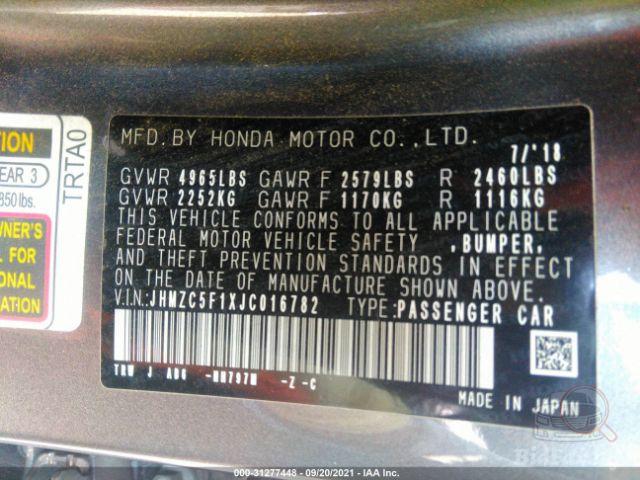 MFD. BY HONDA MOTOR CO., LTD.
7/'18
GVWR 4965LBS GAWR F 2579LBS R 2460LBS
GVWR 2252KG GAWR F 1170KG R 1116KG
THIS VEHICLE CONFORMS TO ALL APPLICABLE
FEDERAL MOTOR VEHICLE SAFETY ,BUMPER,
AND THEFT PREVENTION STANDARDS IN EFFECT
ON THE DATE OF MANUFACTURE SHOWN ABOVE.
V.I.N.:JHMZC5F1XJC016782 TYPE:PASSENGER CAR
-NH797M -Z -C
MADE IN JAPAN
TRTA0
EAR 3
850 lbs.
WNER'S
L FOR
ONAL
MATION
000-31277448 - 09/20/2021 - IAA Inc.